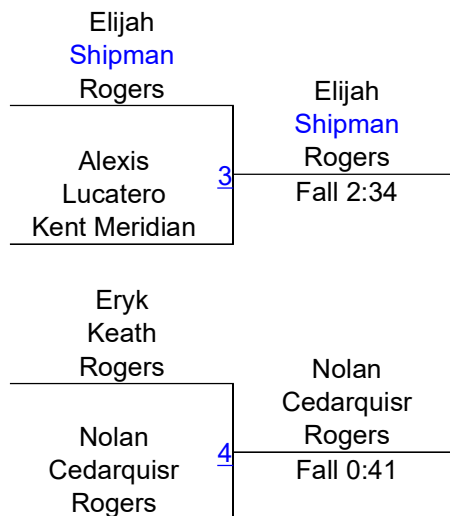 Elijah
Shipman
Rogers
Alexis
Lucatero
Kent Meridian
3
Elijah
Shipman
Rogers
Fall 2:34
Eryk
Keath
Rogers
Nolan
Cedarquisr
Rogers
4
Nolan
Cedarquisr
Rogers
Fall 0:41